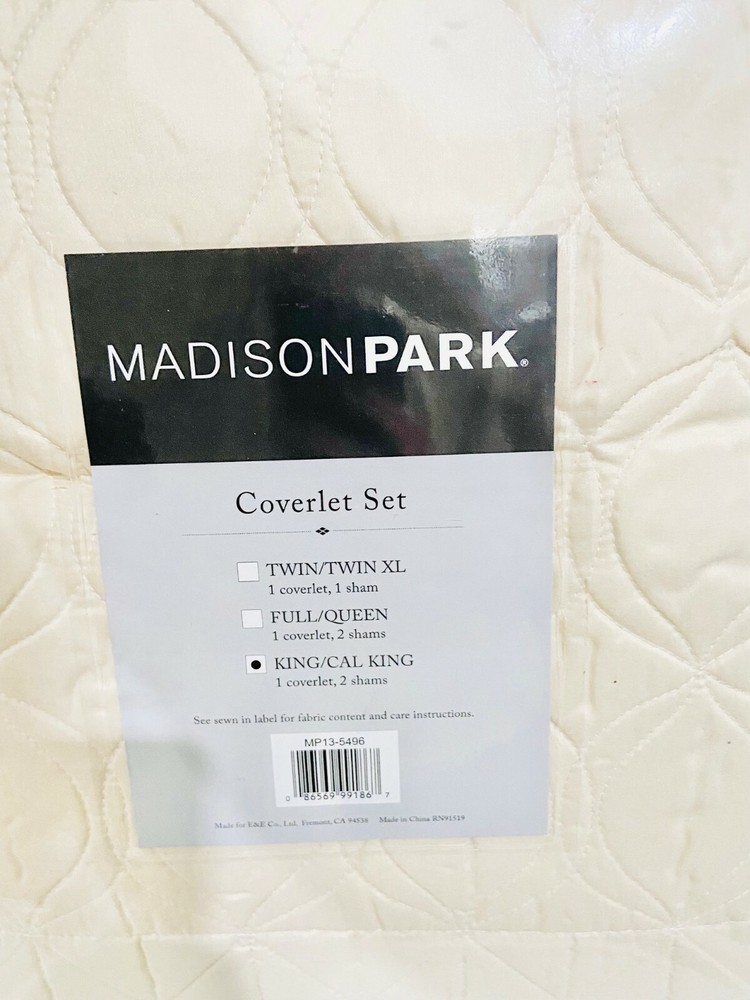 MADISONPARK®
Coverlet Set
TWIN/TWIN XL
1 coverlet, 1 sham
FULL/QUEEN
1 coverlet, 2 shams
KING/CAL KING
1 coverlet, 2 shams
See sewn in label for fabric content and care instructions.
MP13-5496
0 86569 99186 7
Made for E&E Co., Ltd. Fremont, CA 94538 Made in China RN91519